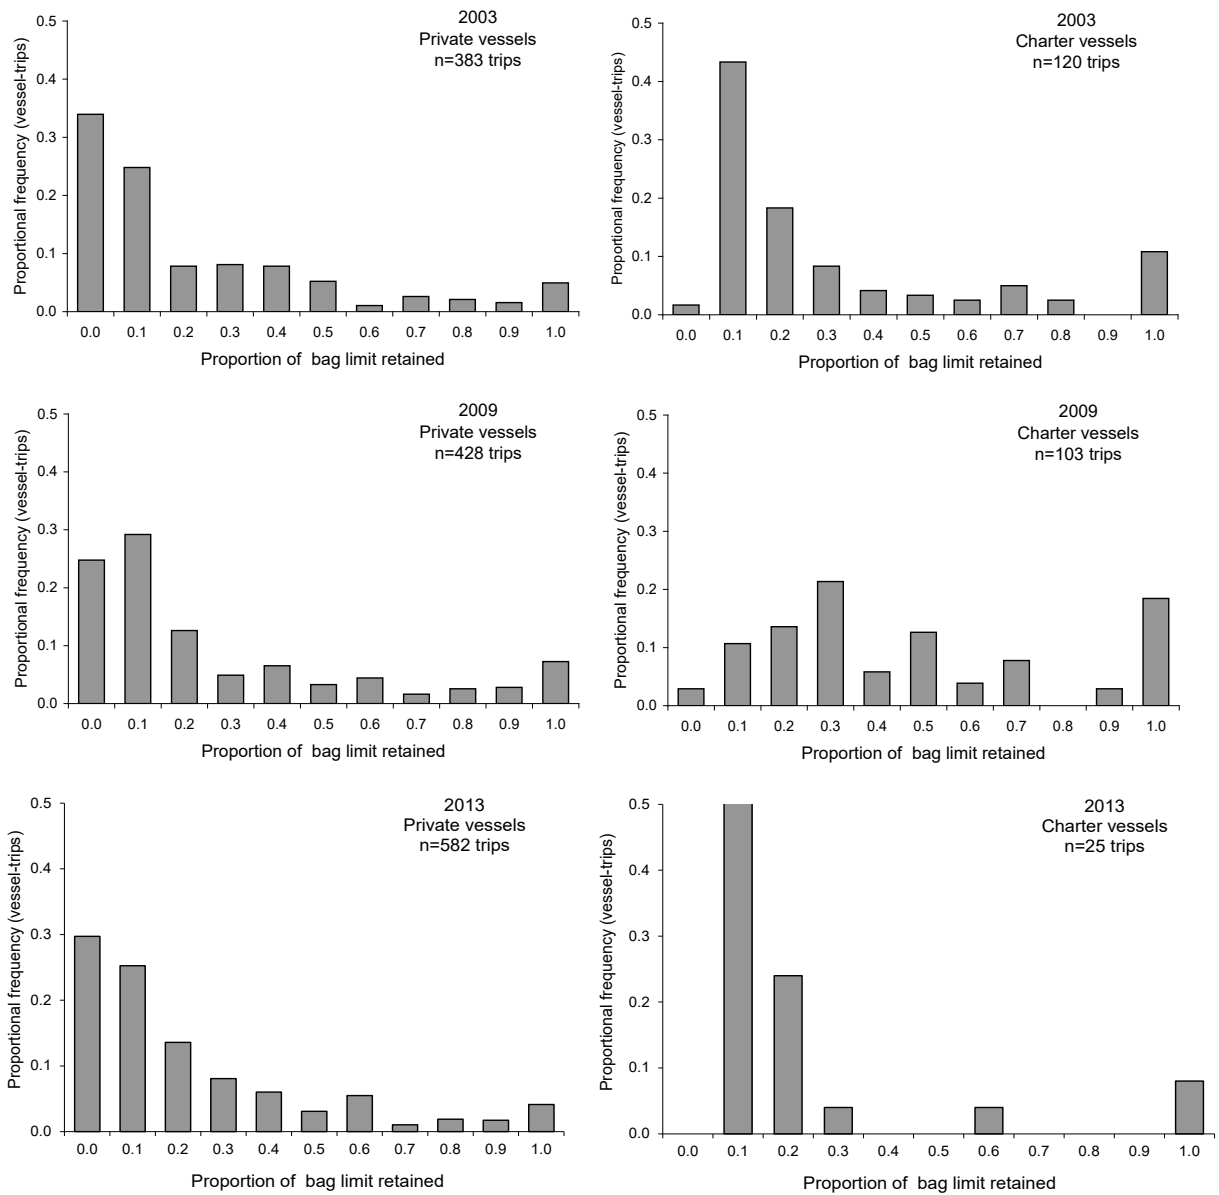 2003
Private vessels
n=383 trips
Proportional frequency (vessel-trips)
0.5
0.4
0.3
0.2
0.1
0.0
0.0 0.1 0.2 0.3 0.4 0.5 0.6 0.7 0.8 0.9 1.0
Proportion of bag limit retained
2003
Charter vessels
n=120 trips
Proportional frequency (vessel-trips)
0.5
0.4
0.3
0.2
0.1
0.0
0.0 0.1 0.2 0.3 0.4 0.5 0.6 0.7 0.8 0.9 1.0
Proportion of bag limit retained
2009
Private vessels
n=428 trips
Proportional frequency (vessel-trips)
0.5
0.4
0.3
0.2
0.1
0.0
0.0 0.1 0.2 0.3 0.4 0.5 0.6 0.7 0.8 0.9 1.0
Proportion of bag limit retained
2009
Charter vessels
n=103 trips
Proportional frequency (vessel-trips)
0.5
0.4
0.3
0.2
0.1
0.0
0.0 0.1 0.2 0.3 0.4 0.5 0.6 0.7 0.8 0.9 1.0
Proportion of bag limit retained
2013
Private vessels
n=582 trips
Proportional frequency (vessel-trips)
0.5
0.4
0.3
0.2
0.1
0.0
0.0 0.1 0.2 0.3 0.4 0.5 0.6 0.7 0.8 0.9 1.0
Proportion of bag limit retained
2013
Charter vessels
n=25 trips
Proportional frequency (vessel-trips)
0.5
0.4
0.3
0.2
0.1
0.0
0.0 0.1 0.2 0.3 0.4 0.5 0.6 0.7 0.8 0.9 1.0
Proportion of bag limit retained